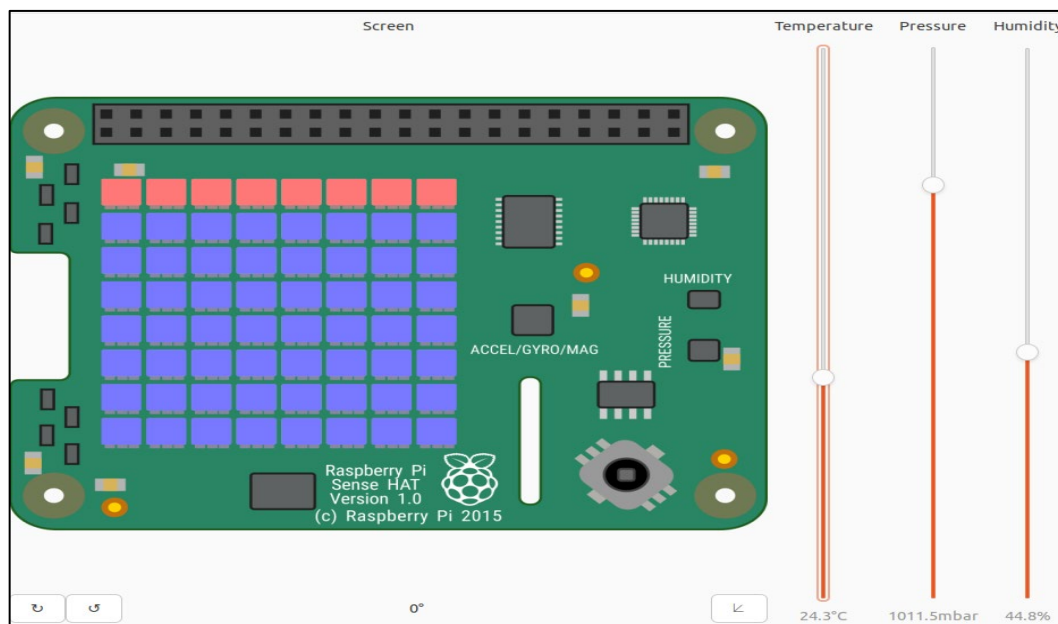 Screen
Temperature Pressure Humidity
HUMIDITY
PRESSURE
ACCEL/GYRO/MAG
Raspberry Pi
Sense HAT
Version 1.0
(c) Raspberry Pi 2015
0°
24.3°C 1011.5mbar 44.8%